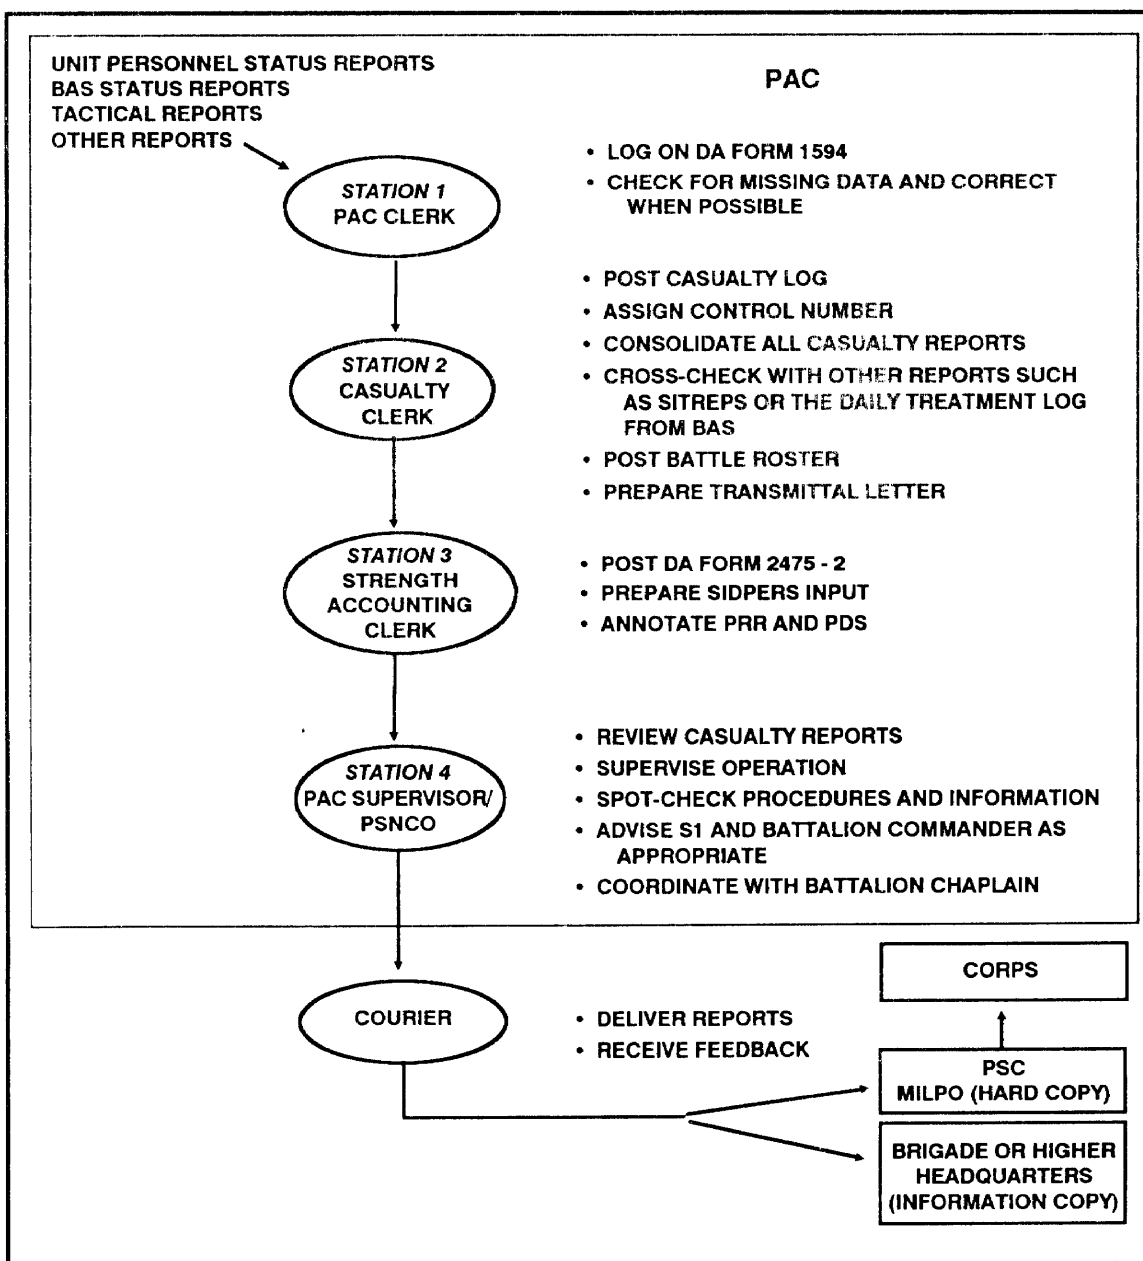 UNIT PERSONNEL STATUS REPORTS
BAS STATUS REPORTS
TACTICAL REPORTS
OTHER REPORTS
PAC
STATION 1
PAC CLERK
• LOG ON DA FORM 1594
• CHECK FOR MISSING DATA AND CORRECT
WHEN POSSIBLE
STATION 2
CASUALTY
CLERK
• POST CASUALTY LOG
• ASSIGN CONTROL NUMBER
• CONSOLIDATE ALL CASUALTY REPORTS
• CROSS-CHECK WITH OTHER REPORTS SUCH
AS SITREPS OR THE DAILY TREATMENT LOG
FROM BAS
• POST BATTLE ROSTER
• PREPARE TRANSMITTAL LETTER
STATION 3
STRENGTH
ACCOUNTING
CLERK
• POST DA FORM 2475 - 2
• PREPARE SIDPERS INPUT
• ANNOTATE PRR AND PDS
STATION 4
PAC SUPERVISOR/
PSNCO
• REVIEW CASUALTY REPORTS
• SUPERVISE OPERATION
• SPOT-CHECK PROCEDURES AND INFORMATION
• ADVISE S1 AND BATTALION COMMANDER AS
APPROPRIATE
• COORDINATE WITH BATTALION CHAPLAIN
COURIER
• DELIVER REPORTS
• RECEIVE FEEDBACK
CORPS
PSC
MILPO (HARD COPY)
BRIGADE OR HIGHER
HEADQUARTERS
(INFORMATION COPY)